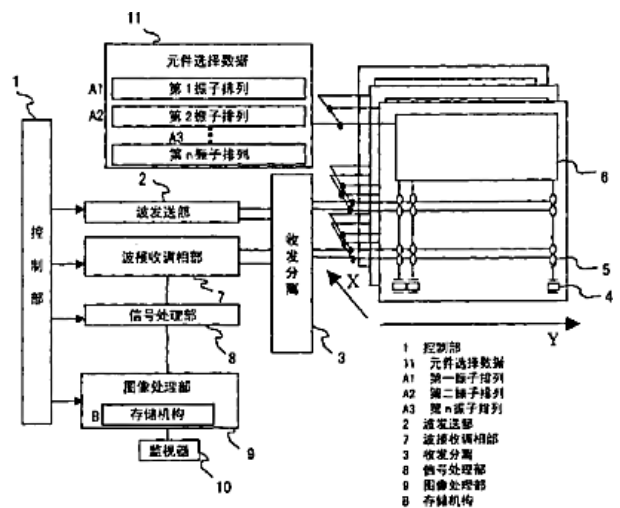 11
元件选择数据
A1 第1振子排列
A2 第2振子排列
A3
第n振子排列
1
控制部
2
波发送部
波接收调相部
7
信号处理部
8
图像处理部
B 存储机构
9
监视器
10
收发分离
3
6
5
4
X
Y
1 控制部
11 元件选择数据
A1 第一振子排列
A2 第二振子排列
A3 第n振子排列
2 波发送部
7 波接收调相部
3 收发分离
8 信号处理部
9 图像处理部
B 存储机构